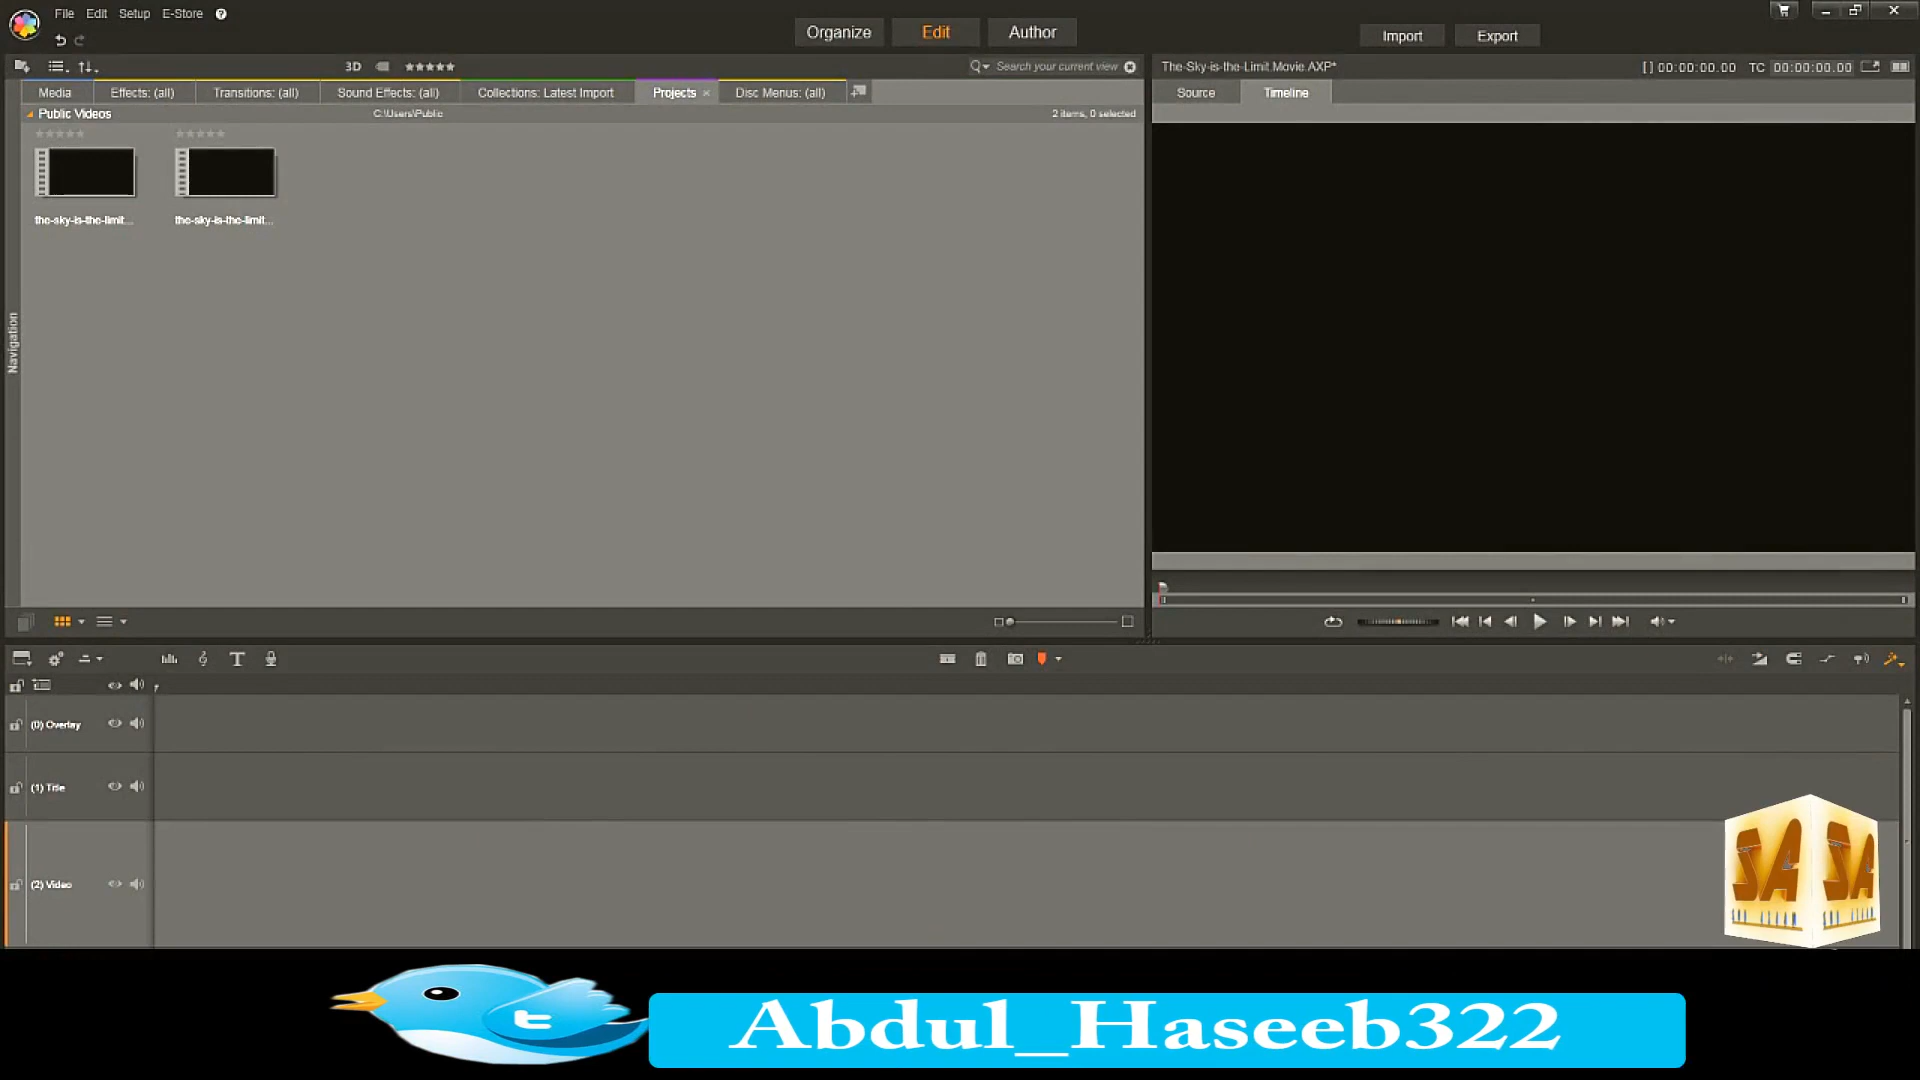 File Edit Setup E-Store ?
Organize Edit Author
Import Export
3D
Search your current view
The-Sky-is-the-Limit.Movie.AXP*
[ ] 00:00:00.00 TC 00:00:00.00
Media Effects: (all) Transitions: (all) Sound Effects: (all) Collections: Latest Import Projects × Disc Menus: (all)
Source Timeline
Public Videos C:\Users\Public 2 items, 0 selected
the-sky-is-the-limit... the-sky-is-the-limit...
Navigation
(0) Overlay
(1) Title
(2) Video
SA SA
t Abdul_Haseeb322